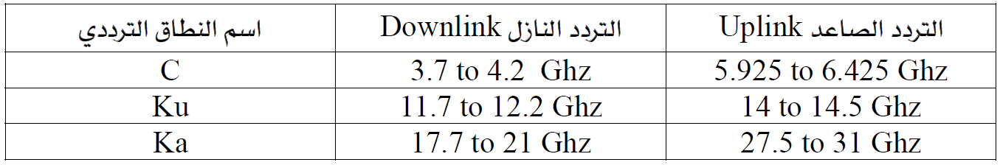 اسم النطاق الترددي | التردد النازل Downlink | التردد الصاعد Uplink
C | 3.7 to 4.2 Ghz | 5.925 to 6.425 Ghz
Ku | 11.7 to 12.2 Ghz | 14 to 14.5 Ghz
Ka | 17.7 to 21 Ghz | 27.5 to 31 Ghz